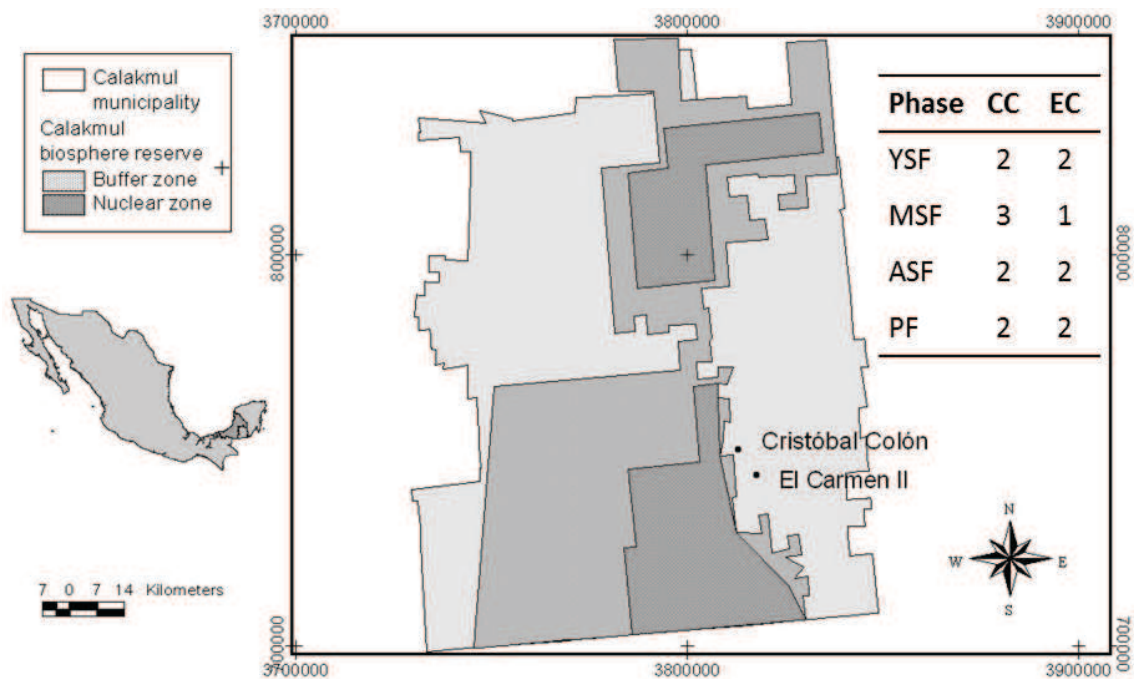 3700000 3800000 3900000
Calakmul
municipality
Calakmul
biosphere reserve
Buffer zone
Nuclear zone
Phase CC EC
YSF 2 2
MSF 3 1
ASF 2 2
PF 2 2
800000 800000
Cristóbal Colón
El Carmen II
N
W E
S
7 0 7 14 Kilometers
700000 700000
3700000 3800000 3900000